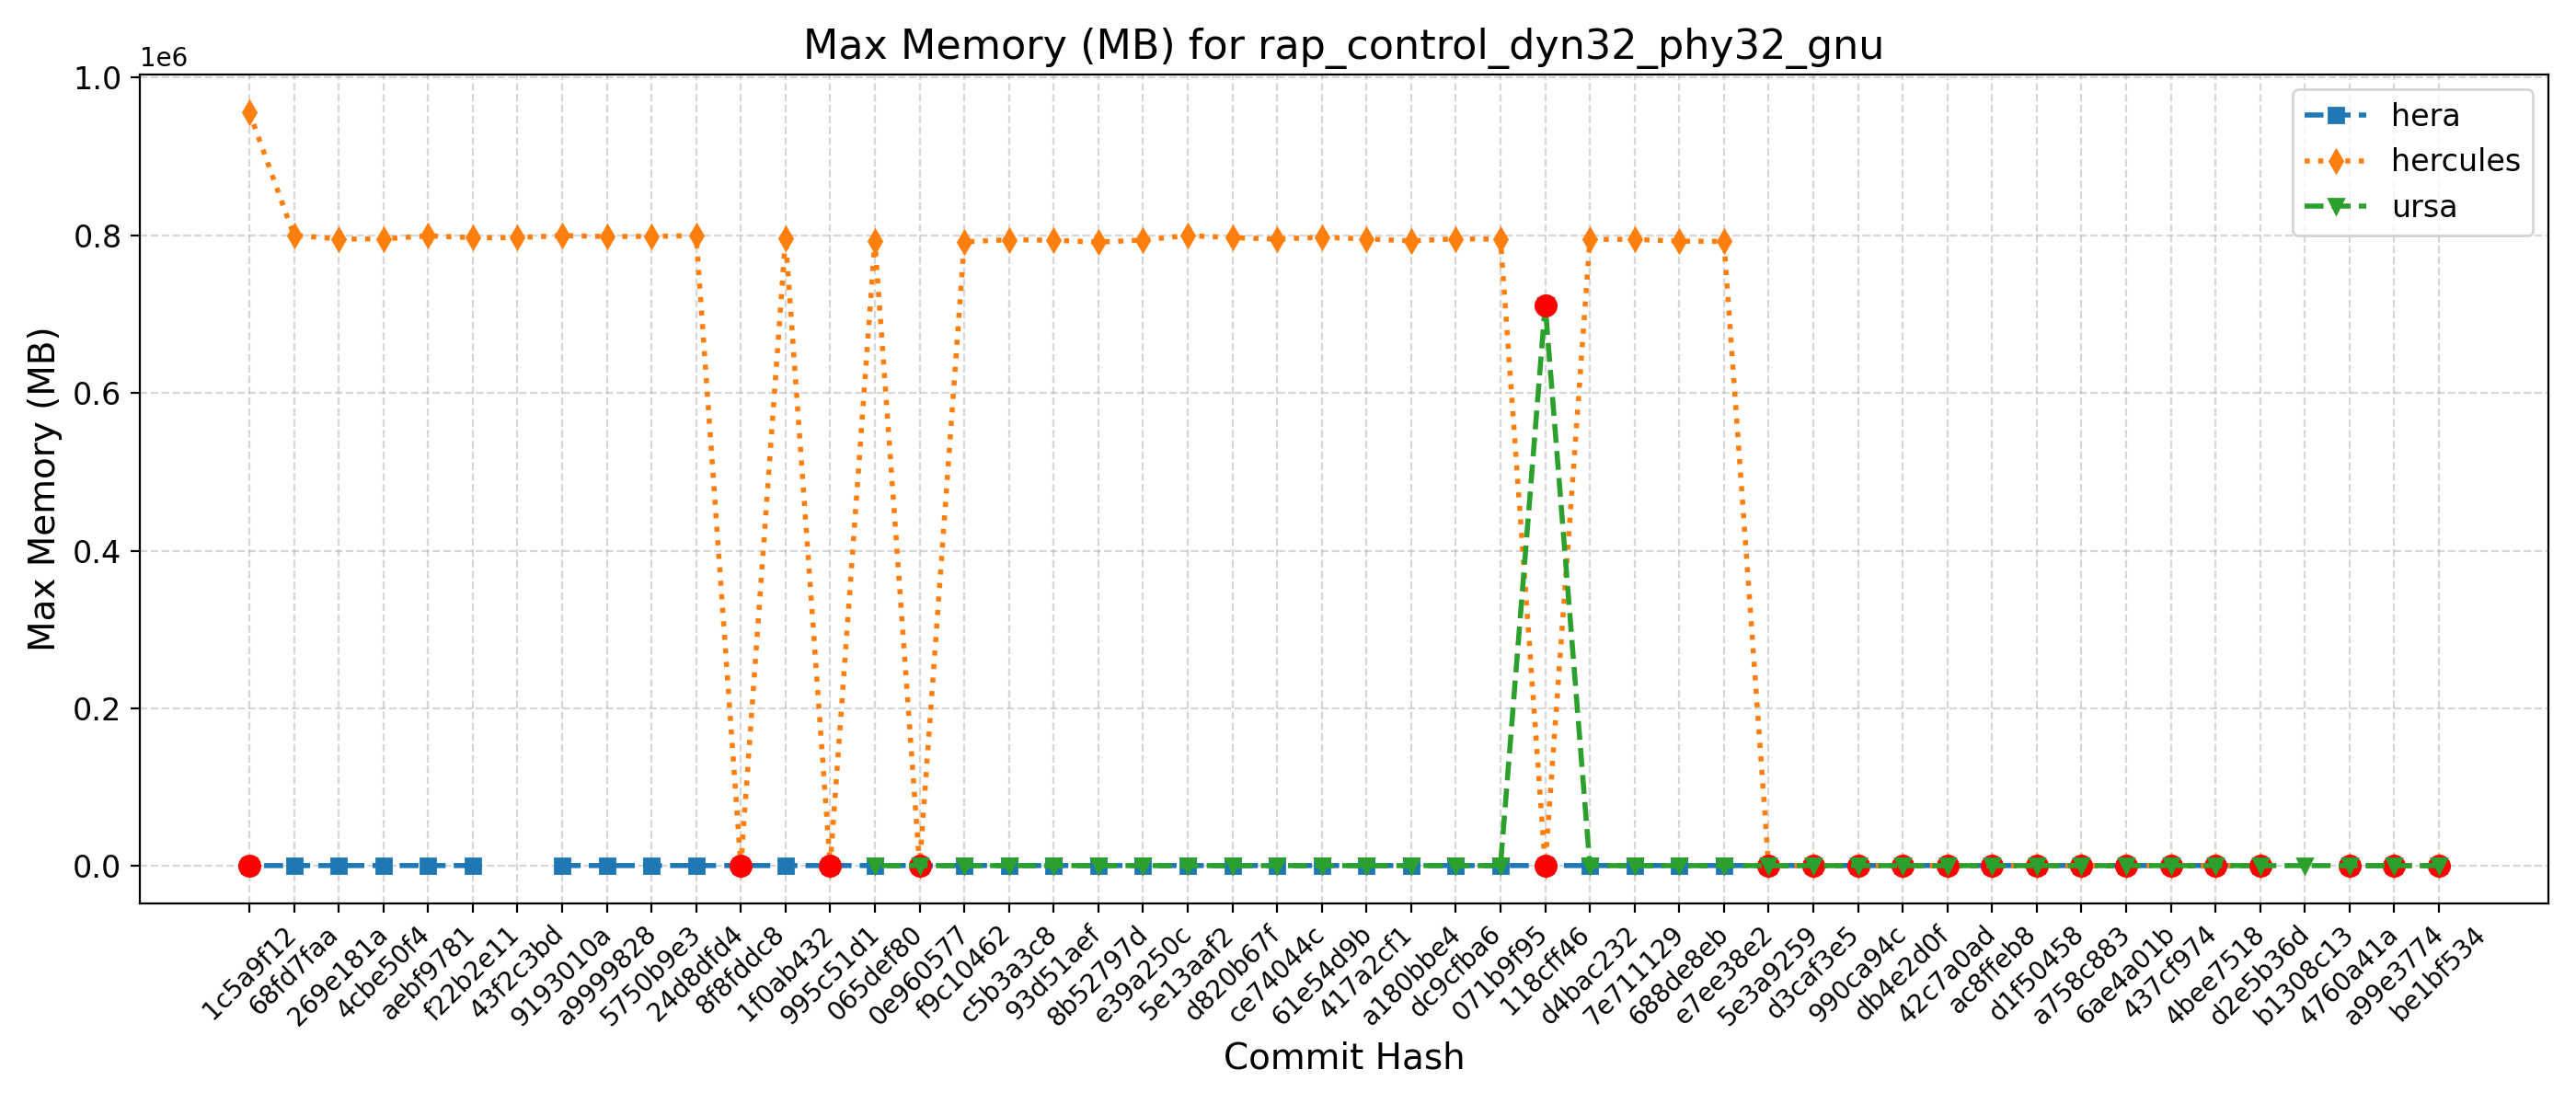 Max Memory (MB) for rap_control_dyn32_phy32_gnu
1e6
1.0
0.8
0.6
0.4
0.2
0.0
Max Memory (MB)
hera
hercules
ursa
1c5a9f12
68fd7faa
269e181a
4cbe50f4
aebf9781
f22b2e11
43f2c3bd
9193010a
a9999828
5750b9e3
24d8dfd4
8f8fddc8
1f0ab432
995c51d1
065def80
0e960577
f9c10462
c5b3a3c8
93d51aef
8b52797d
e39a250c
5e13aaf2
d820b67f
ce74044c
61e54d9b
417a2cf1
a180bbe4
dc9cfba6
071b9f95
118cff46
d4bac232
7e711129
688de8eb
e7ee38e2
5e3a9259
d3caf3e5
990ca94c
db4e2d0f
42c7a0ad
ac8ffeb8
d1f50458
a758c883
6ae4a01b
437cf974
4bee7518
d2e5b36d
b1308c13
4760a41a
a99e3774
be1bf534
Commit Hash